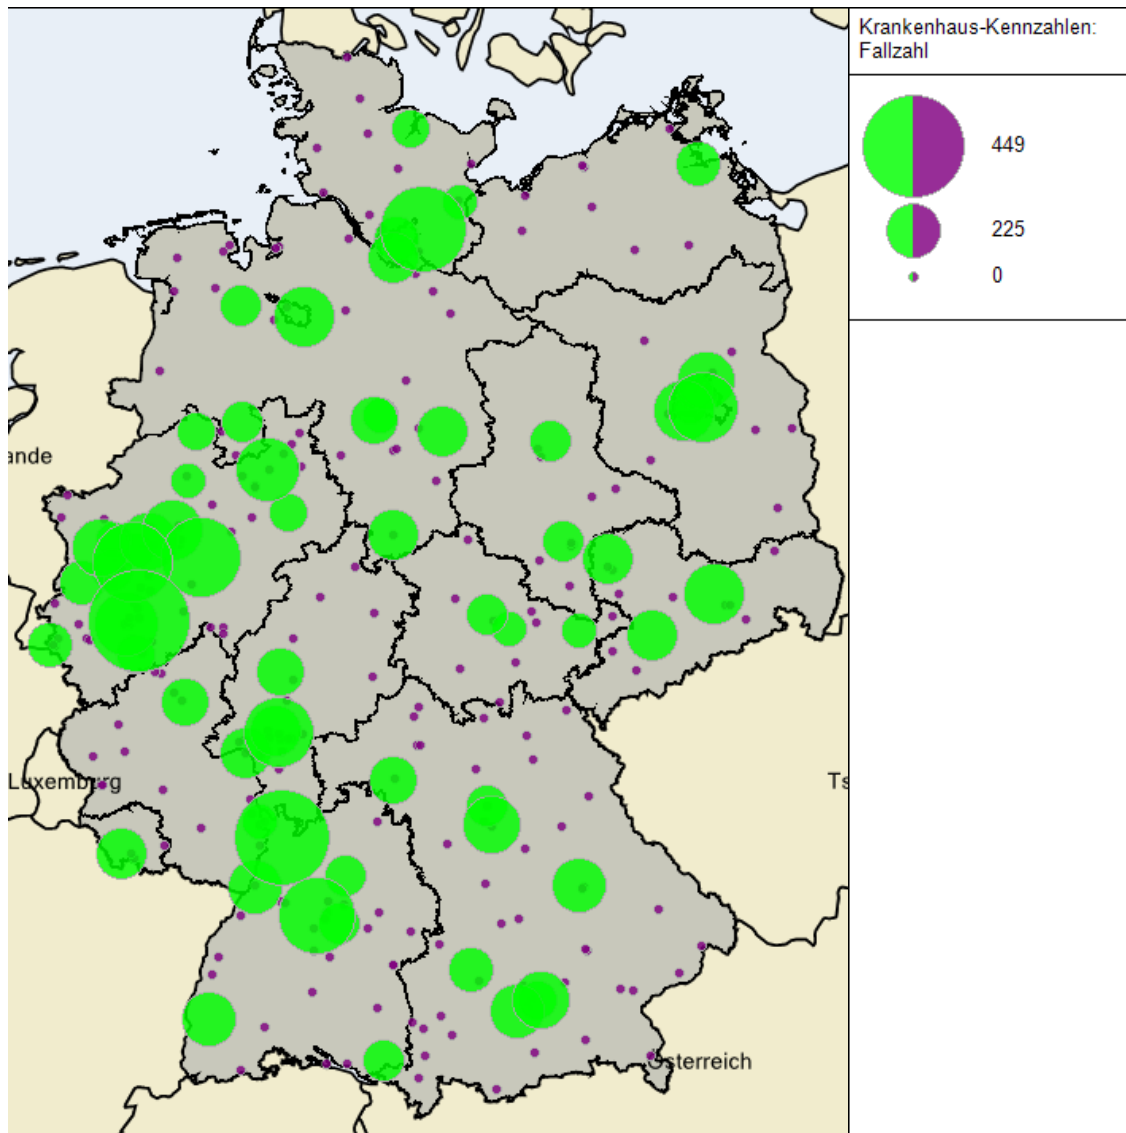 Krankenhaus-Kennzahlen:
Fallzahl
449
225
0
ande
Luxemburg
Ts
Österreich